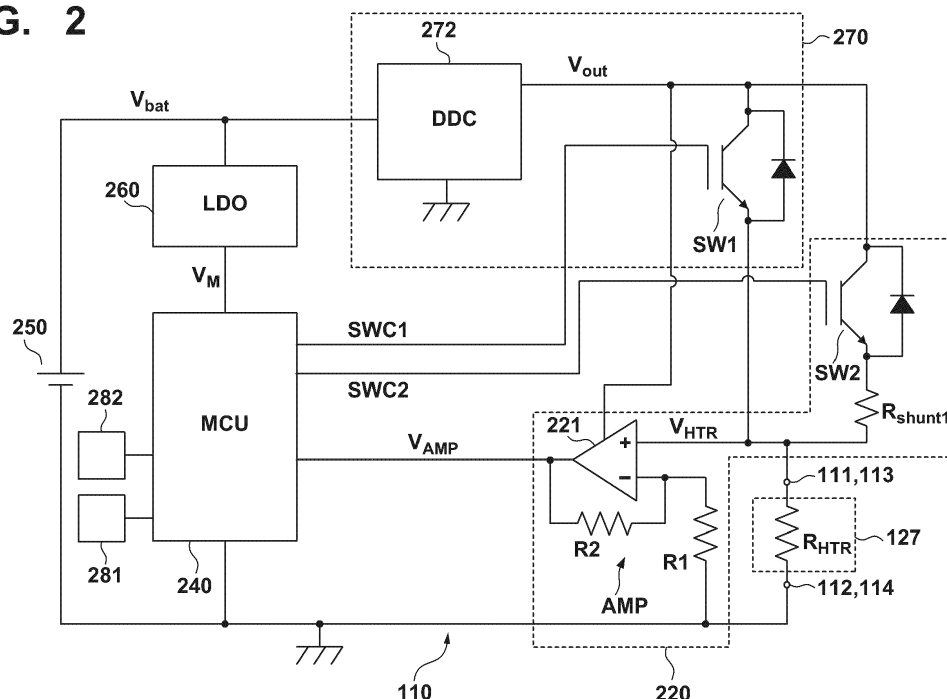 G. 2
272
270
Vout
Vbat
DDC
260
LDO
SW1
VM
250
SWC1
SWC2
SW2
282
MCU
221
VAMP
VHTR
Rshunt1
+
−
111,113
R2
R1
RHTR
127
281
240
AMP
112,114
110
220